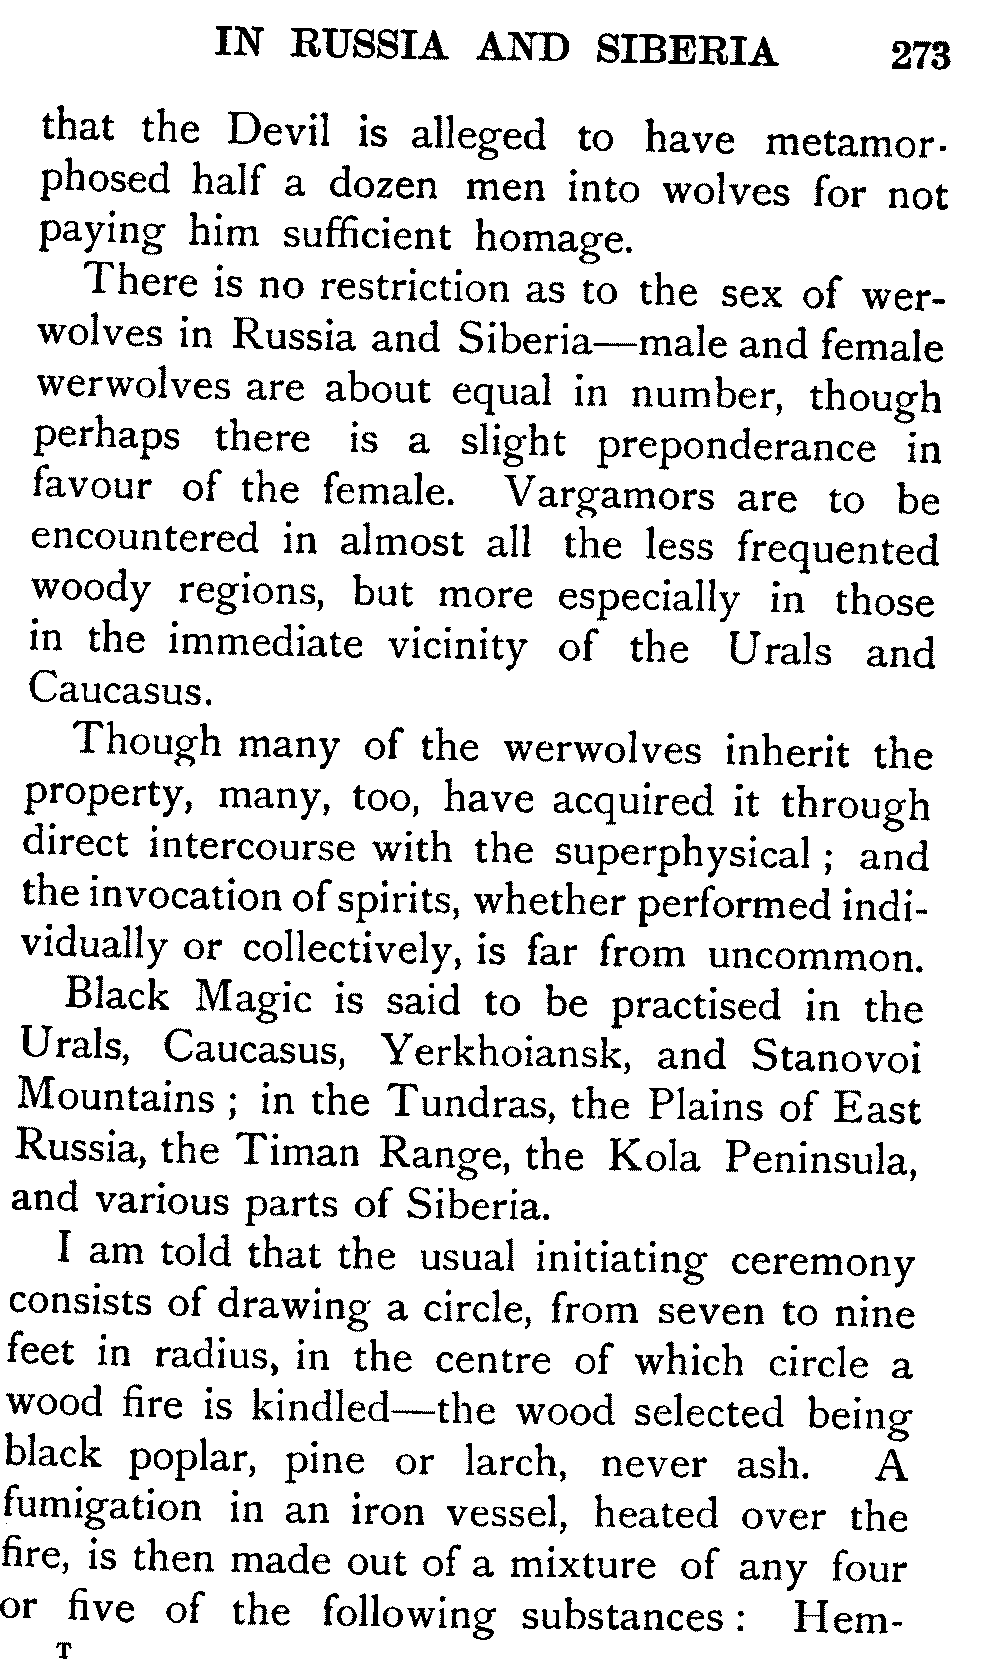 IN RUSSIA AND SIBERIA 273
that the Devil is alleged to have metamor-
phosed half a dozen men into wolves for not
paying him sufficient homage.
There is no restriction as to the sex of wer-
wolves in Russia and Siberia—male and female
werwolves are about equal in number, though
perhaps there is a slight preponderance in
favour of the female. Vargamors are to be
encountered in almost all the less frequented
woody regions, but more especially in those
in the immediate vicinity of the Urals and
Caucasus.
Though many of the werwolves inherit the
property, many, too, have acquired it through
direct intercourse with the superphysical ; and
the invocation of spirits, whether performed indi-
vidually or collectively, is far from uncommon.
Black Magic is said to be practised in the
Urals, Caucasus, Yerkhoiansk, and Stanovoi
Mountains ; in the Tundras, the Plains of East
Russia, the Timan Range, the Kola Peninsula,
and various parts of Siberia.
I am told that the usual initiating ceremony
consists of drawing a circle, from seven to nine
feet in radius, in the centre of which circle a
wood fire is kindled—the wood selected being
black poplar, pine or larch, never ash. A
fumigation in an iron vessel, heated over the
fire, is then made out of a mixture of any four
or five of the following substances : Hem-
T